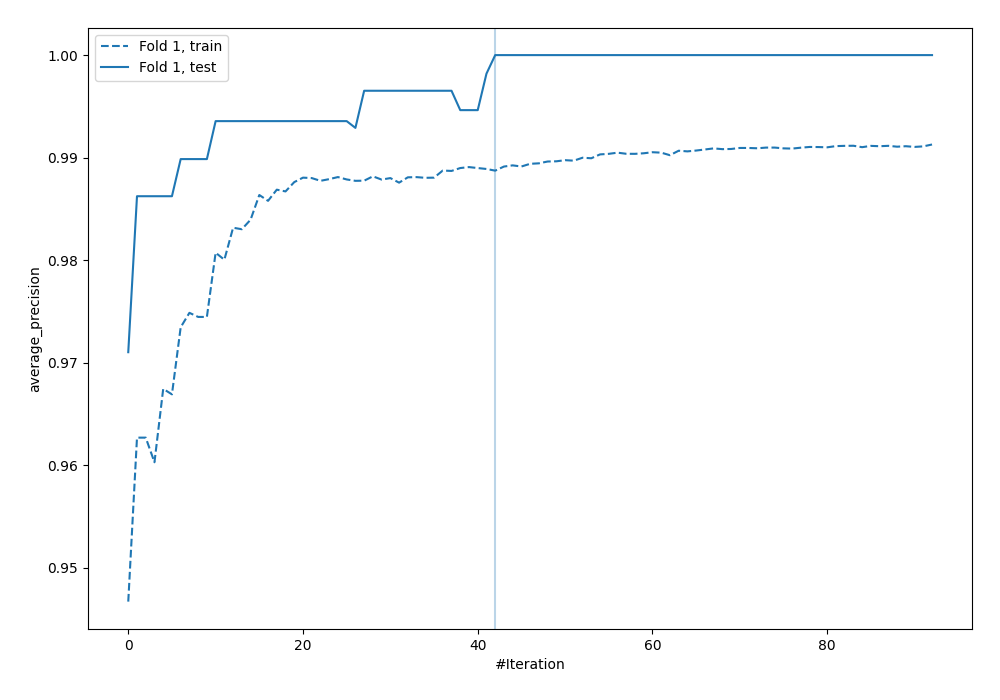 Fold 1, train
Fold 1, test
1.00
0.99
0.98
0.97
0.96
0.95
average_precision
0 20 40 60 80
#Iteration